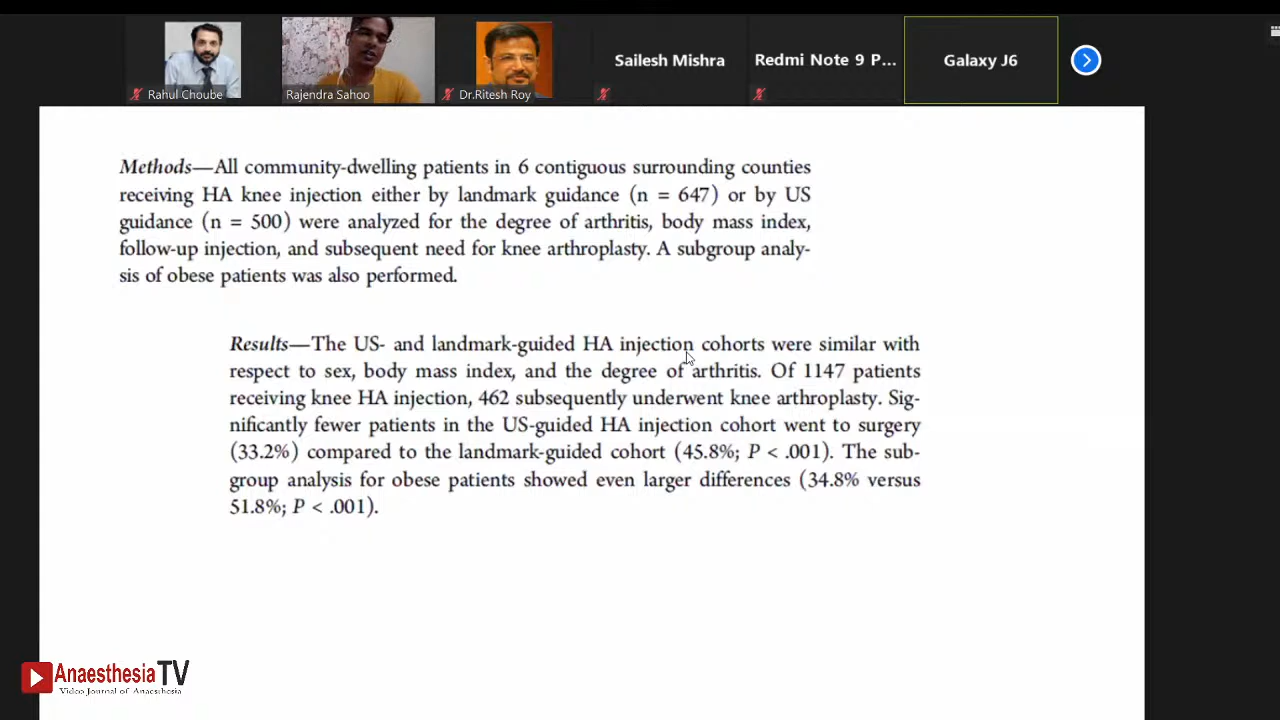 Sailesh Mishra
Redmi Note 9 P...
Galaxy J6
Rahul Choube
Rajendra Sahoo
Dr.Ritesh Roy
Methods—All community-dwelling patients in 6 contiguous surrounding counties
receiving HA knee injection either by landmark guidance (n = 647) or by US
guidance (n = 500) were analyzed for the degree of arthritis, body mass index,
follow-up injection, and subsequent need for knee arthroplasty. A subgroup analy-
sis of obese patients was also performed.
Results—The US- and landmark-guided HA injection cohorts were similar with
respect to sex, body mass index, and the degree of arthritis. Of 1147 patients
receiving knee HA injection, 462 subsequently underwent knee arthroplasty. Sig-
nificantly fewer patients in the US-guided HA injection cohort went to surgery
(33.2%) compared to the landmark-guided cohort (45.8%; P < .001). The sub-
group analysis for obese patients showed even larger differences (34.8% versus
51.8%; P < .001).
AnaesthesiaTV
Video Journal of Anaesthesia